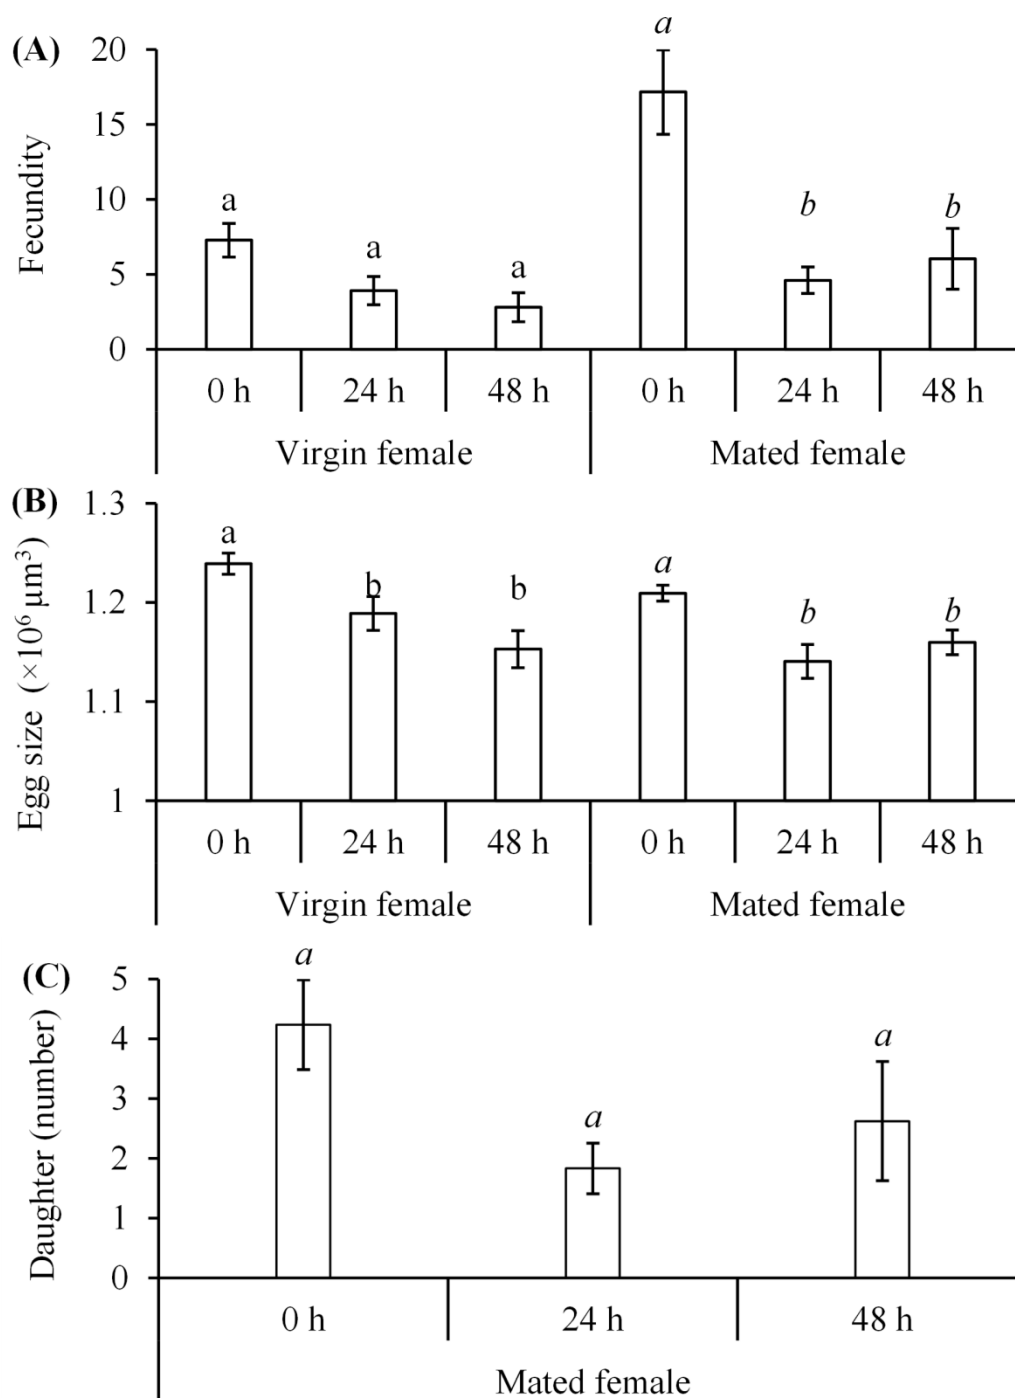 (A)
Fecundity
20
15
10
5
0
a
a
a
a
b
b
0 h 24 h 48 h 0 h 24 h 48 h
Virgin female Mated female
(B)
Egg size (×10⁶ μm³)
1.3
1.2
1.1
1
a
b
b
a
b
b
0 h 24 h 48 h 0 h 24 h 48 h
Virgin female Mated female
(C)
Daughter (number)
5
4
3
2
1
0
a
a
a
0 h 24 h 48 h
Mated female